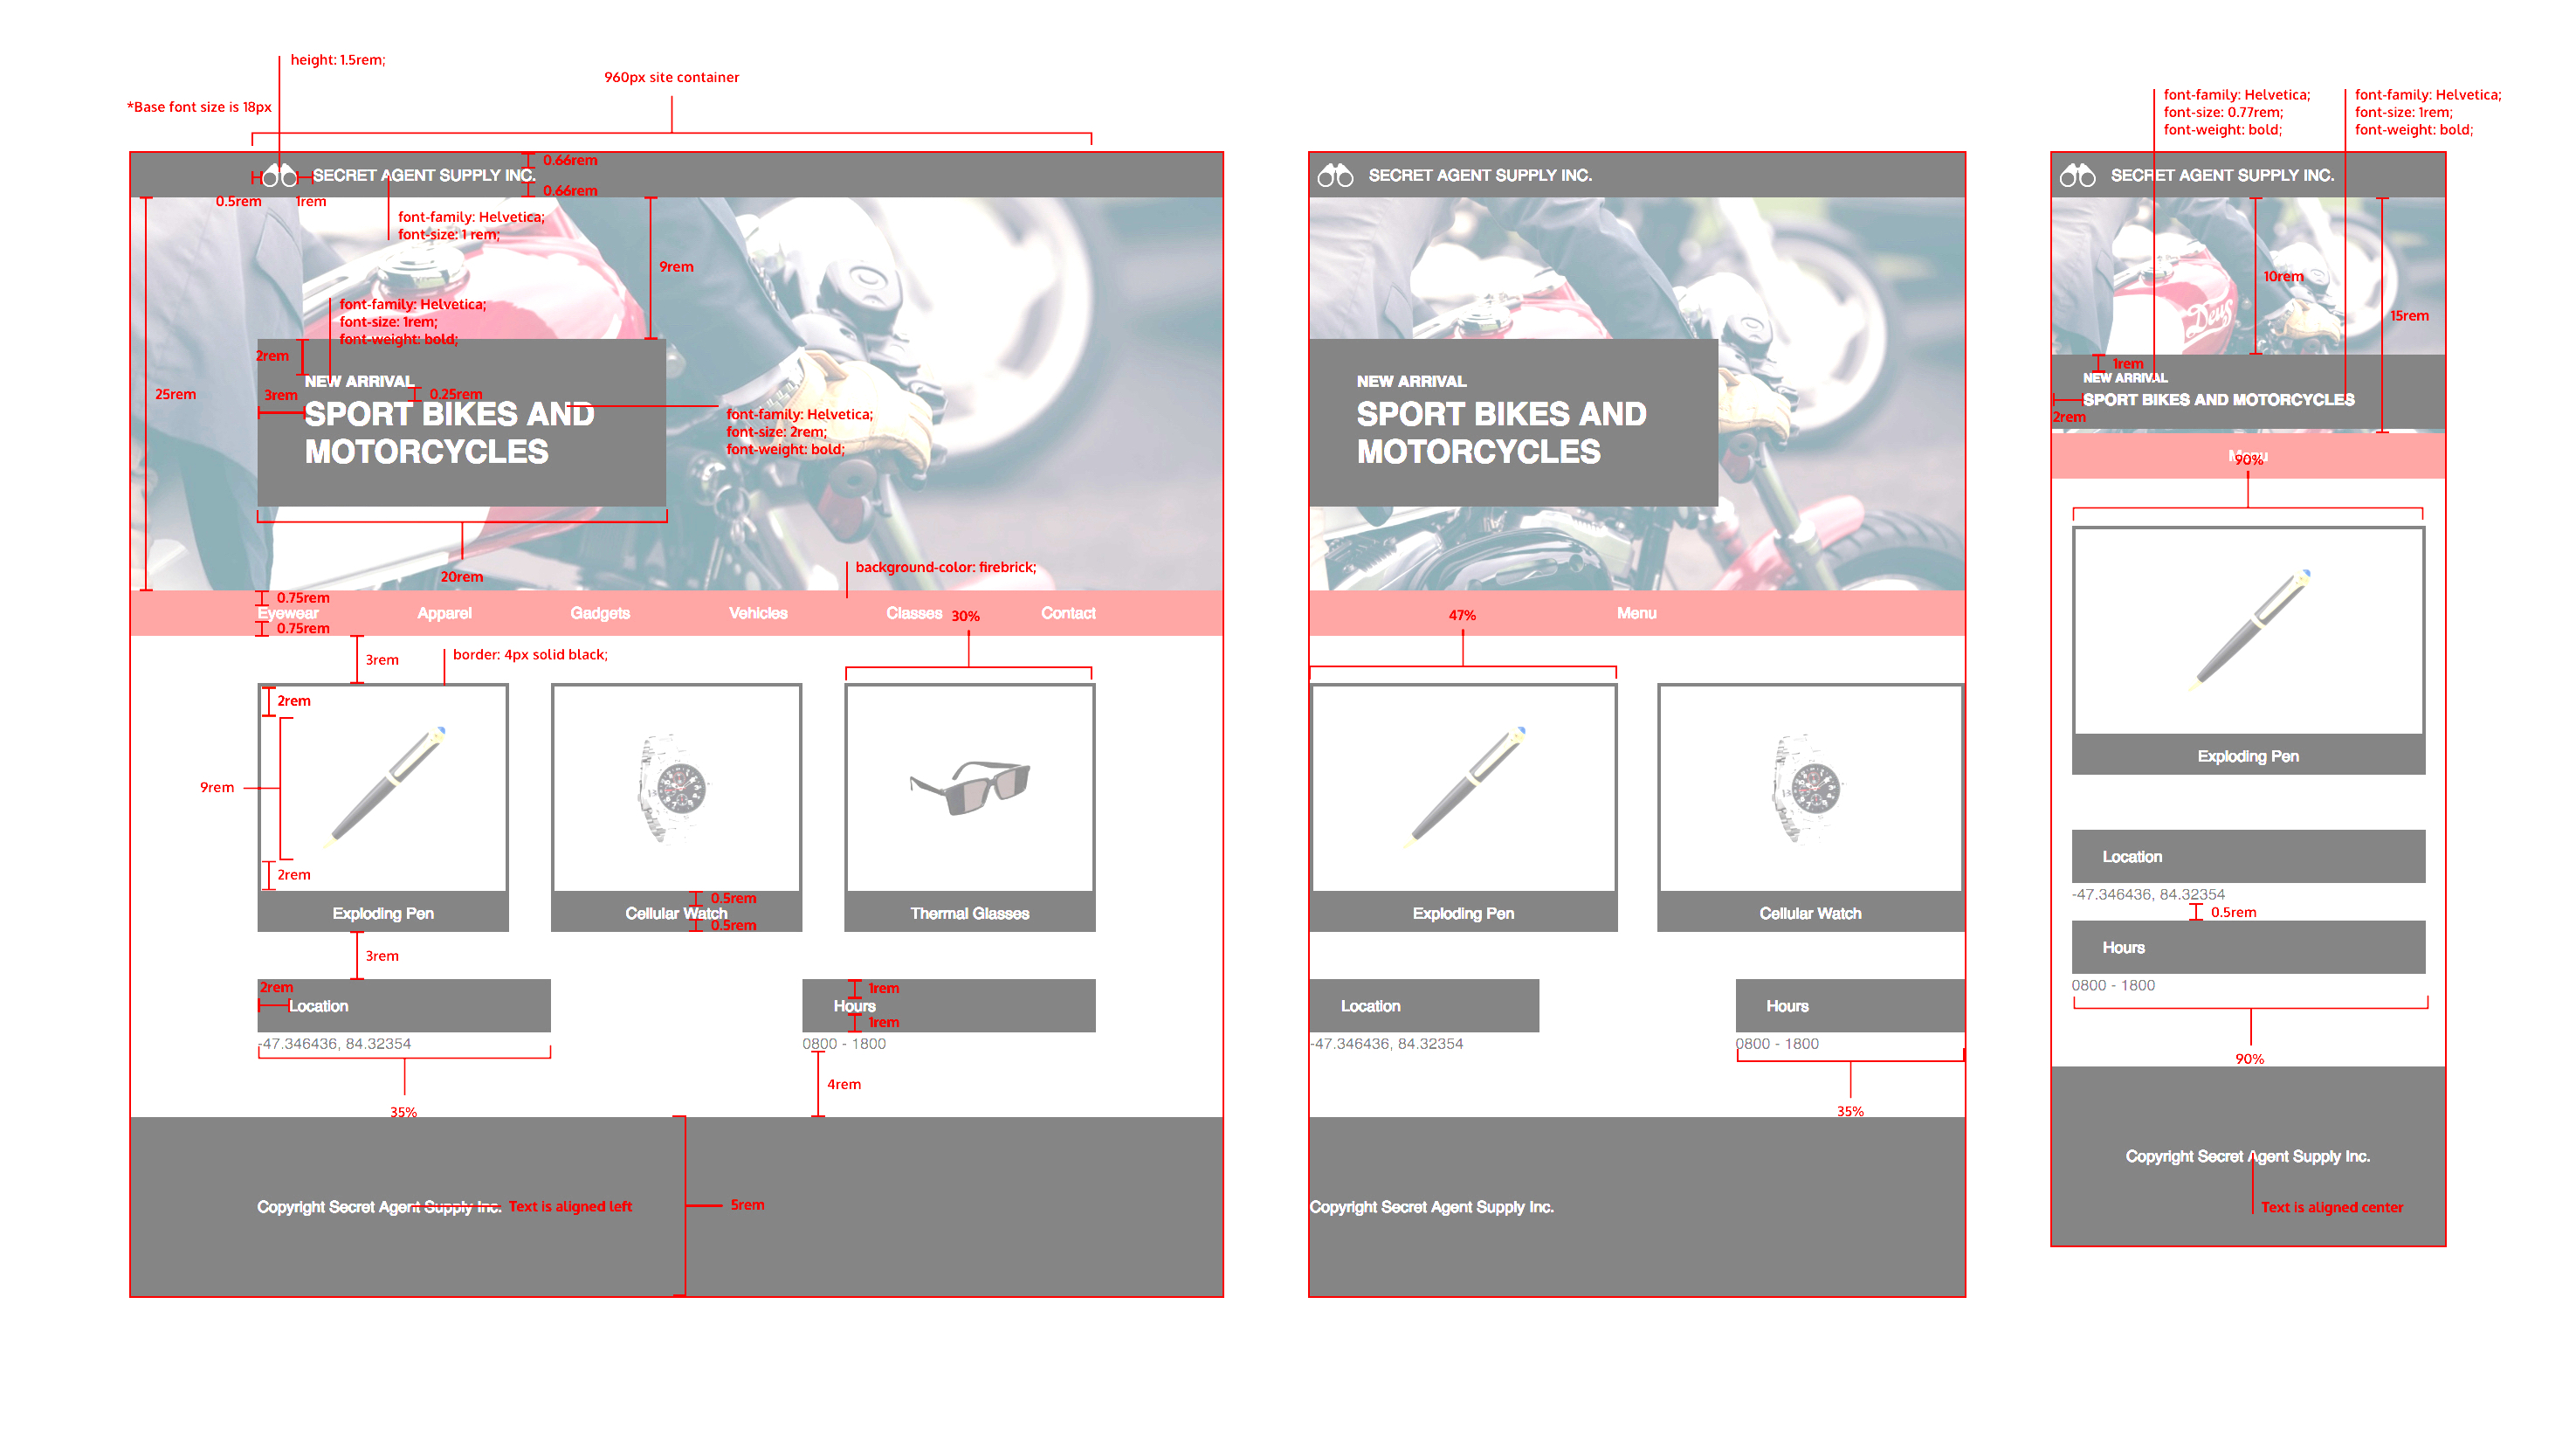 height: 1.5rem;
960px site container
*Base font size is 18px
SECRET AGENT SUPPLY INC.
0.66rem
0.66rem
0.5rem
1rem
font-family: Helvetica;
font-size: 1 rem;
9rem
font-family: Helvetica;
font-size: 1rem;
font-weight: bold;
2rem
25rem
NEW ARRIVAL
3rem
0.25rem
SPORT BIKES AND
MOTORCYCLES
font-family: Helvetica;
font-size: 2rem;
font-weight: bold;
20rem
background-color: firebrick;
0.75rem
Eyewear
Apparel
Gadgets
Vehicles
Classes
30%
Contact
0.75rem
3rem
border: 4px solid black;
2rem
9rem
2rem
Exploding Pen
Cellular Watch
0.5rem
0.5rem
Thermal Glasses
3rem
2rem
Location
-47.346436, 84.32354
35%
1rem
Hours
1rem
0800 - 1800
4rem
Copyright Secret Agent Supply Inc.
Text is aligned left
5rem
SECRET AGENT SUPPLY INC.
NEW ARRIVAL
SPORT BIKES AND
MOTORCYCLES
47%
Menu
Exploding Pen
Cellular Watch
Location
-47.346436, 84.32354
Hours
0800 - 1800
35%
Copyright Secret Agent Supply Inc.
font-family: Helvetica;
font-size: 0.77rem;
font-weight: bold;
font-family: Helvetica;
font-size: 1rem;
font-weight: bold;
SECRET AGENT SUPPLY INC.
10rem
15rem
Deus
1rem
NEW ARRIVAL
SPORT BIKES AND MOTORCYCLES
2rem
Menu
90%
Exploding Pen
Location
-47.346436, 84.32354
0.5rem
Hours
0800 - 1800
90%
Copyright Secret Agent Supply Inc.
Text is aligned center